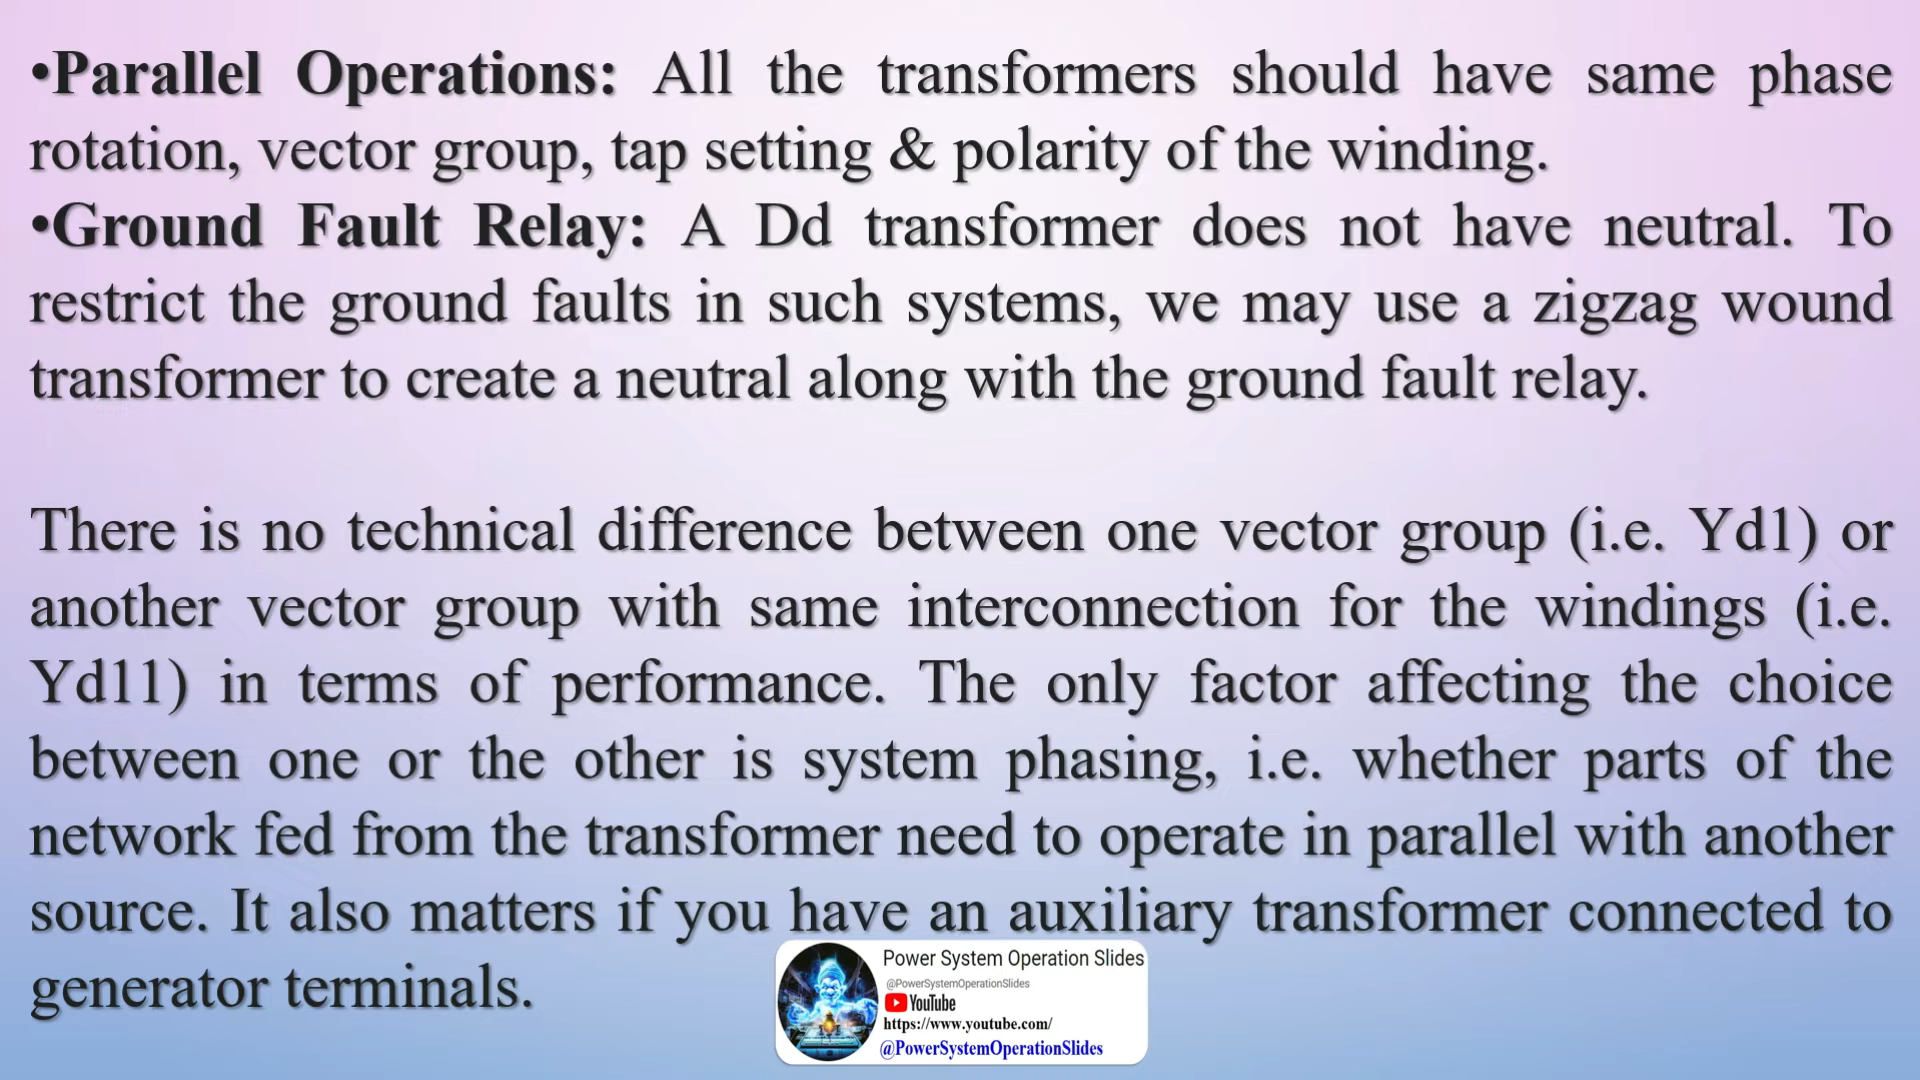 •Parallel Operations: All the transformers should have same phase
rotation, vector group, tap setting & polarity of the winding.
•Ground Fault Relay: A Dd transformer does not have neutral. To
restrict the ground faults in such systems, we may use a zigzag wound
transformer to create a neutral along with the ground fault relay.
There is no technical difference between one vector group (i.e. Yd1) or
another vector group with same interconnection for the windings (i.e.
Yd11) in terms of performance. The only factor affecting the choice
between one or the other is system phasing, i.e. whether parts of the
network fed from the transformer need to operate in parallel with another
source. It also matters if you have an auxiliary transformer connected to
generator terminals.
Power System Operation Slides
@PowerSystemOperationSlides
YouTube
https://www.youtube.com/
@PowerSystemOperationSlides